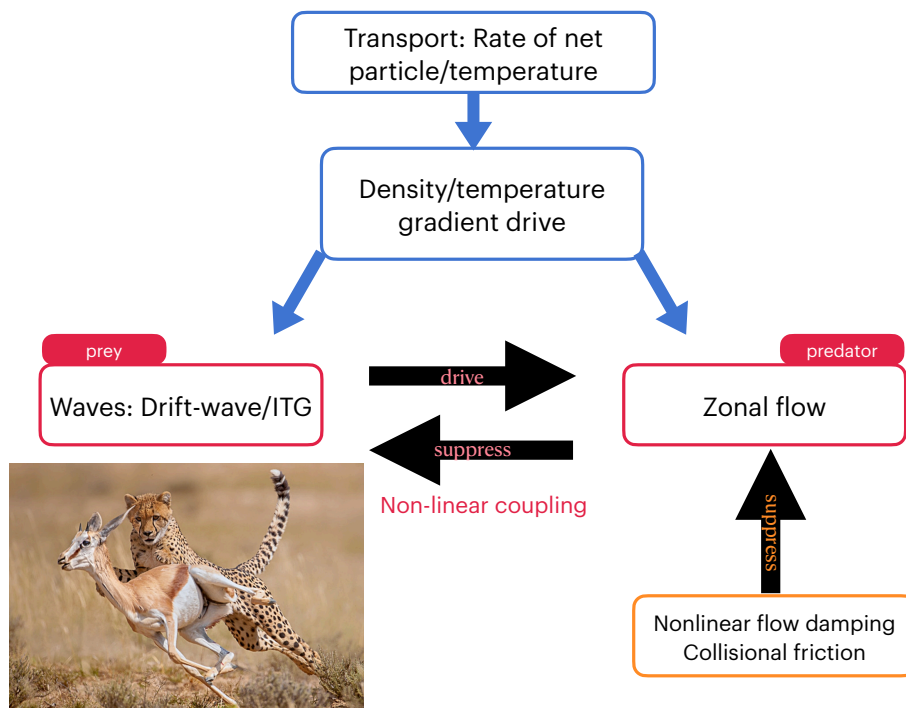 Transport: Rate of net
particle/temperature
Density/temperature
gradient drive
prey
predator
Waves: Drift-wave/ITG
drive
Zonal flow
suppress
Non-linear coupling
suppress
Nonlinear flow damping
Collisional friction